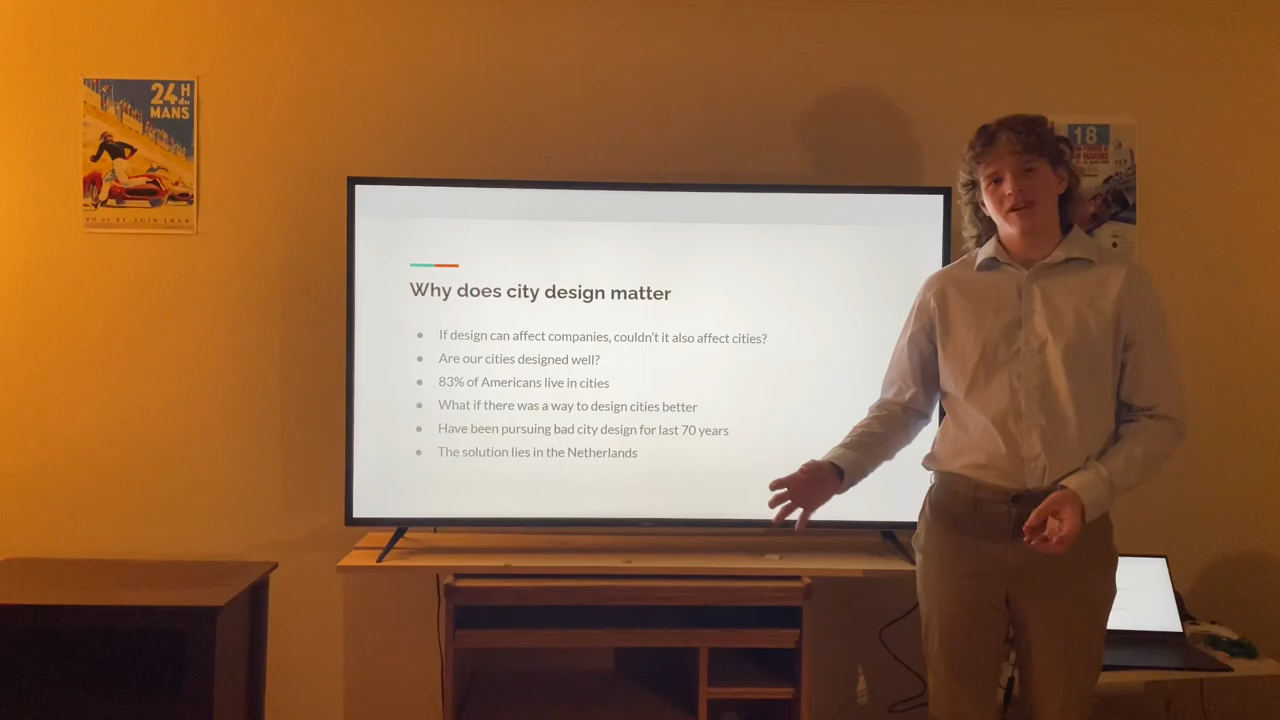 24H
du
MANS
18
Why does city design matter
If design can affect companies, couldn't it also affect cities?
Are our cities designed well?
83% of Americans live in cities
What if there was a way to design cities better
Have been pursuing bad city design for last 70 years
The solution lies in the Netherlands